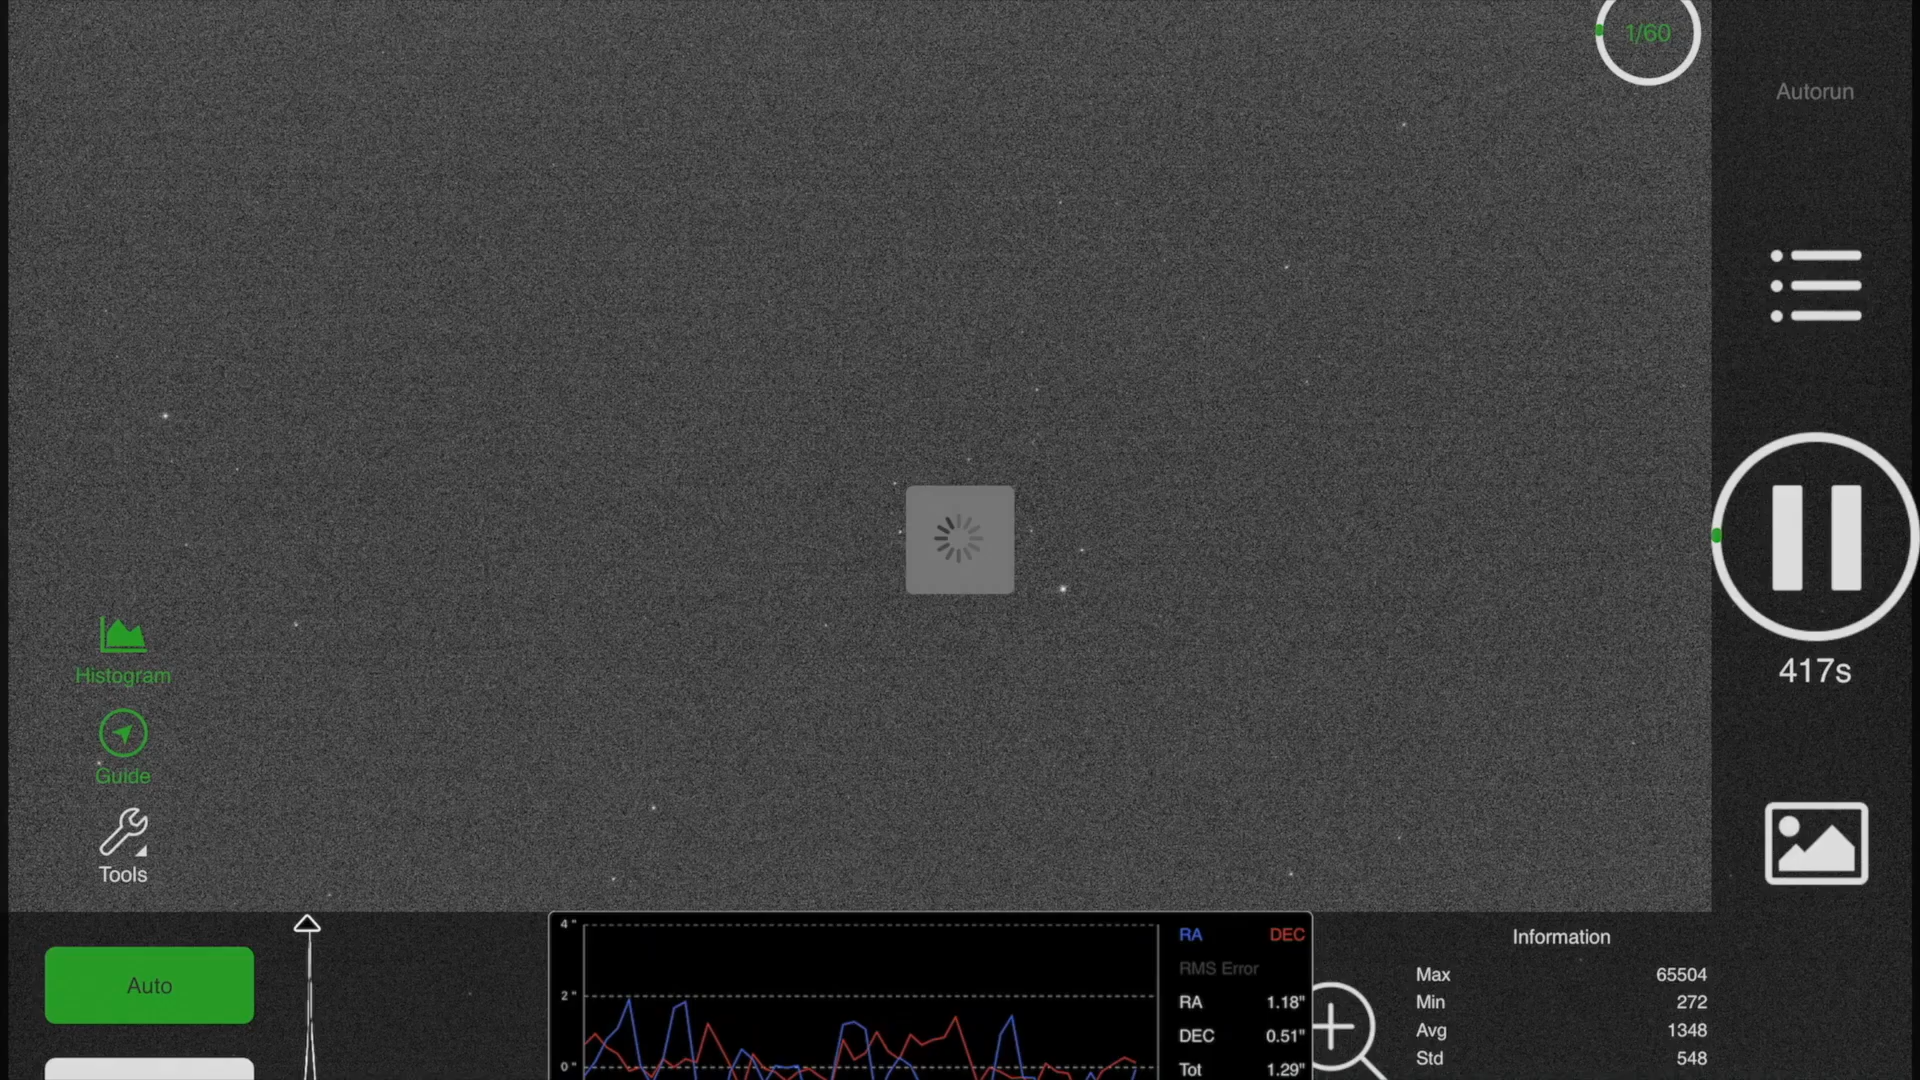 1/60
Autorun
417s
Histogram
Guide
Tools
Auto
4"
2"
0"
RA DEC
RMS Error
RA 1.18"
DEC 0.51"
Tot 1.29"
Information
Max 65504
Min 272
Avg 1348
Std 548